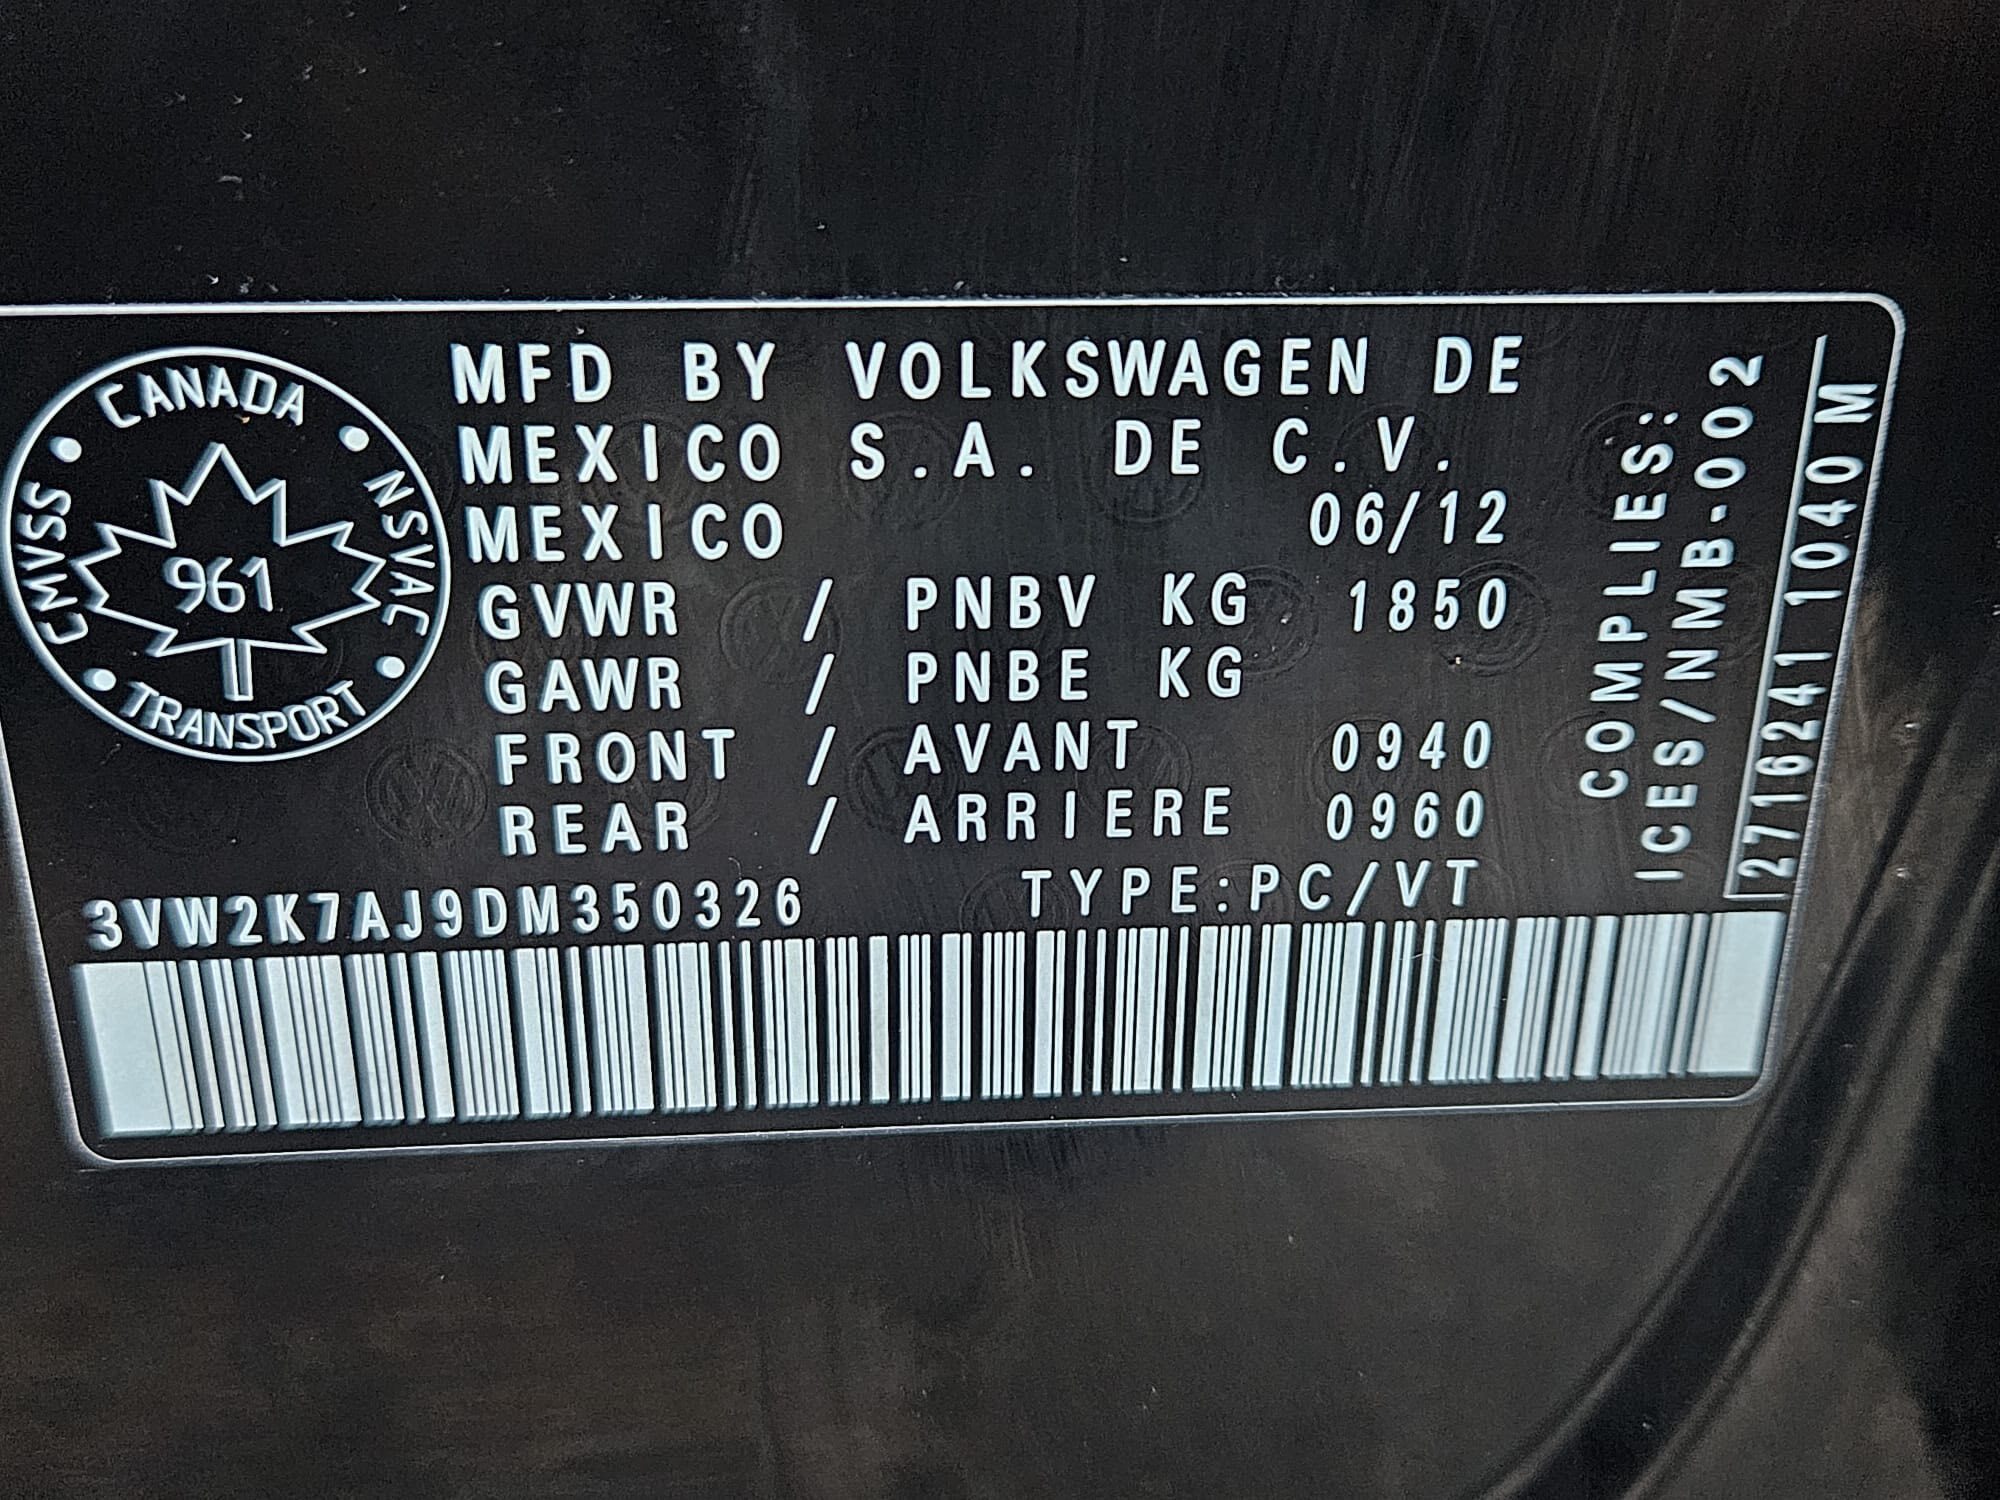 CANADA
CMVSS
NSVAC
961
TRANSPORT
MFD BY VOLKSWAGEN DE
MEXICO S.A. DE C.V.
MEXICO 06/12
GVWR / PNBV KG 1850
GAWR / PNBE KG
FRONT / AVANT 0940
REAR / ARRIERE 0960
3VW2K7AJ9DM350326 TYPE:PC/VT
COMPLIES:
ICES/NMB-002
2716241 1040M